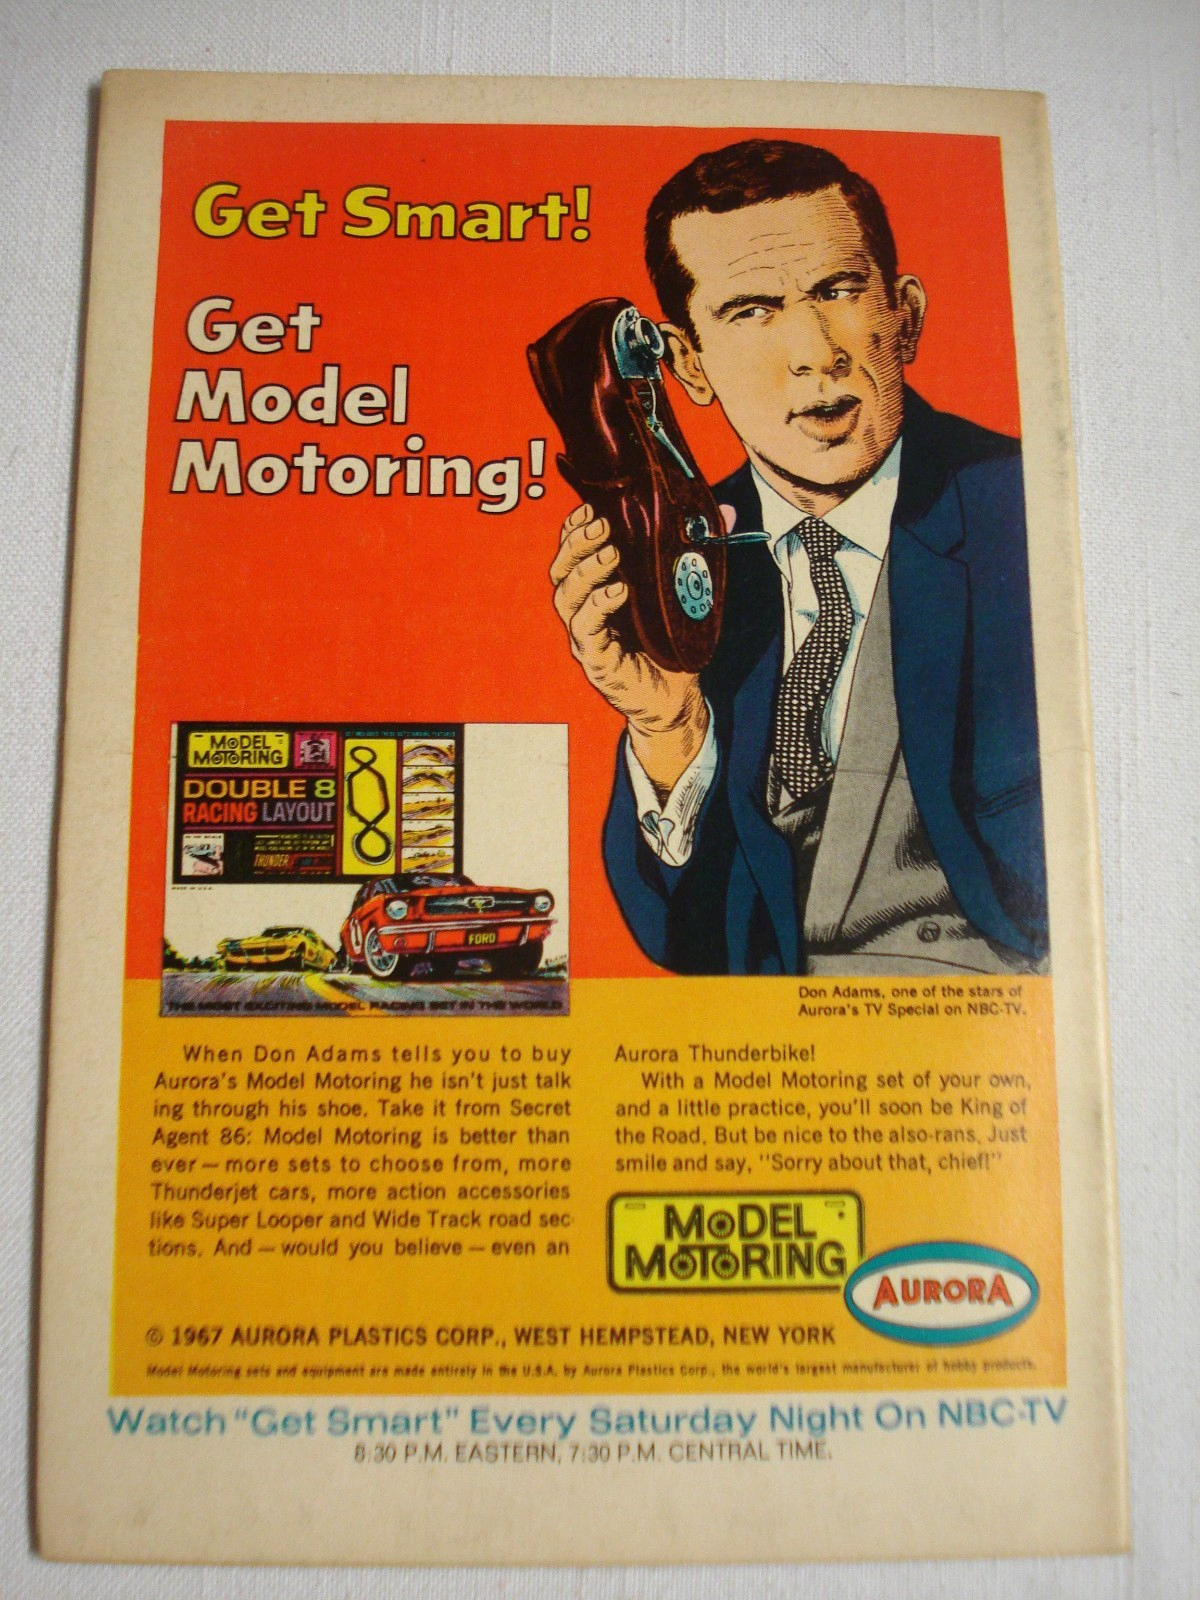 Get Smart!
Get
Model
Motoring!
MODEL
MOTORING
DOUBLE 8
RACING LAYOUT
THUNDER
MADE IN U.S.A.
FORD
THE MOST EXCITING MODEL RACING SET IN THE WORLD
Don Adams, one of the stars of
Aurora's TV Special on NBC-TV.
When Don Adams tells you to buy
Aurora's Model Motoring he isn't just talk
ing through his shoe. Take it from Secret
Agent 86: Model Motoring is better than
ever — more sets to choose from, more
Thunderjet cars, more action accessories
like Super Looper and Wide Track road sec-
tions. And — would you believe — even an
Aurora Thunderbike!
With a Model Motoring set of your own,
and a little practice, you'll soon be King of
the Road. But be nice to the also-rans. Just
smile and say, "Sorry about that, chief!"
MODEL
MOTORING
AURORA
© 1967 AURORA PLASTICS CORP., WEST HEMPSTEAD, NEW YORK
Model Motoring sets and equipment are made entirely in the U.S.A. by Aurora Plastics Corp., the world's largest manufacturer of hobby products.
Watch "Get Smart" Every Saturday Night On NBC-TV
8:30 P.M. EASTERN, 7:30 P.M. CENTRAL TIME.